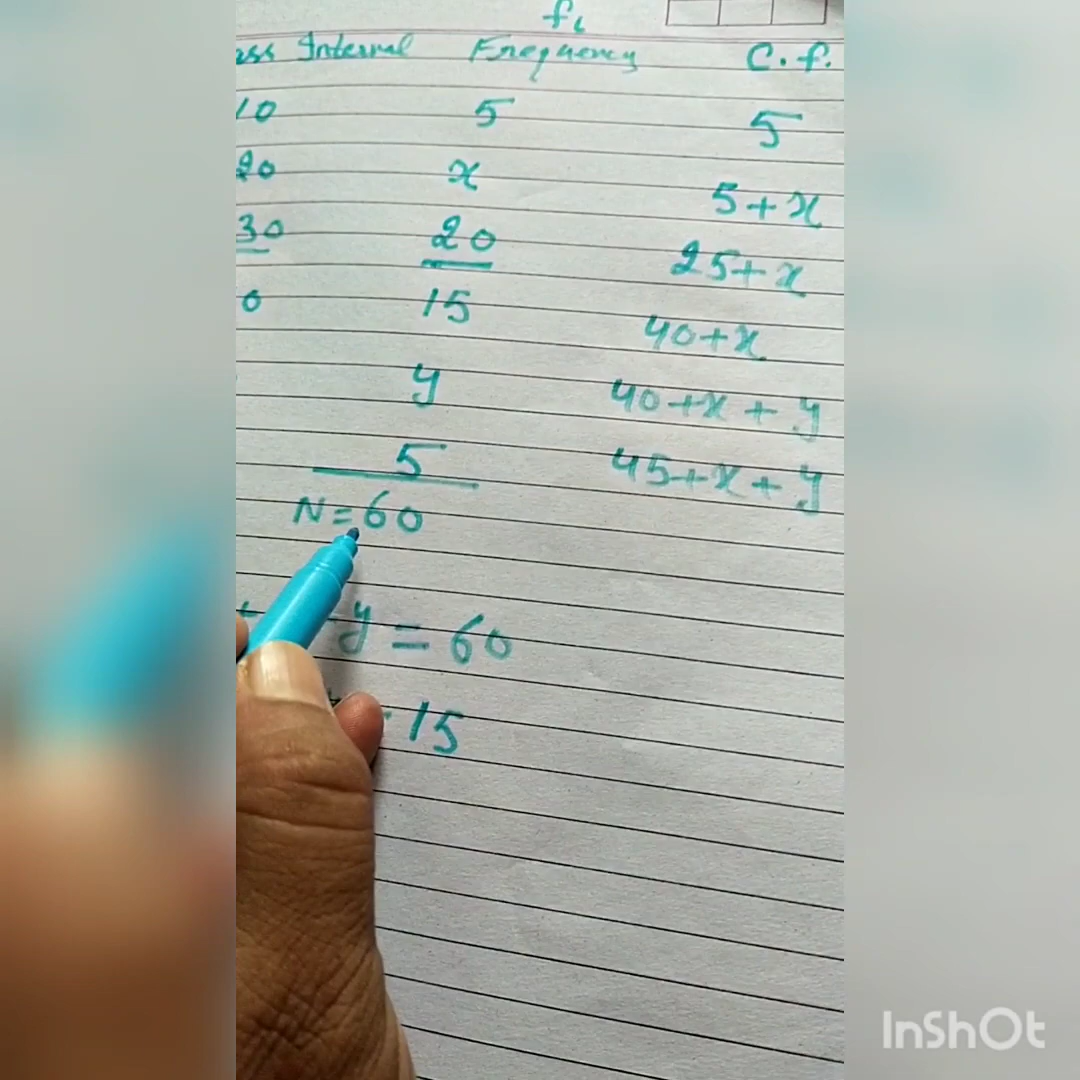 fi
Interval Frequency C.f.
10 5 5
20 x 5+x
30 20 25+x
0 15 40+x
y 40+x+y
5 45+x+y
N=60
y = 60
15
InShOt